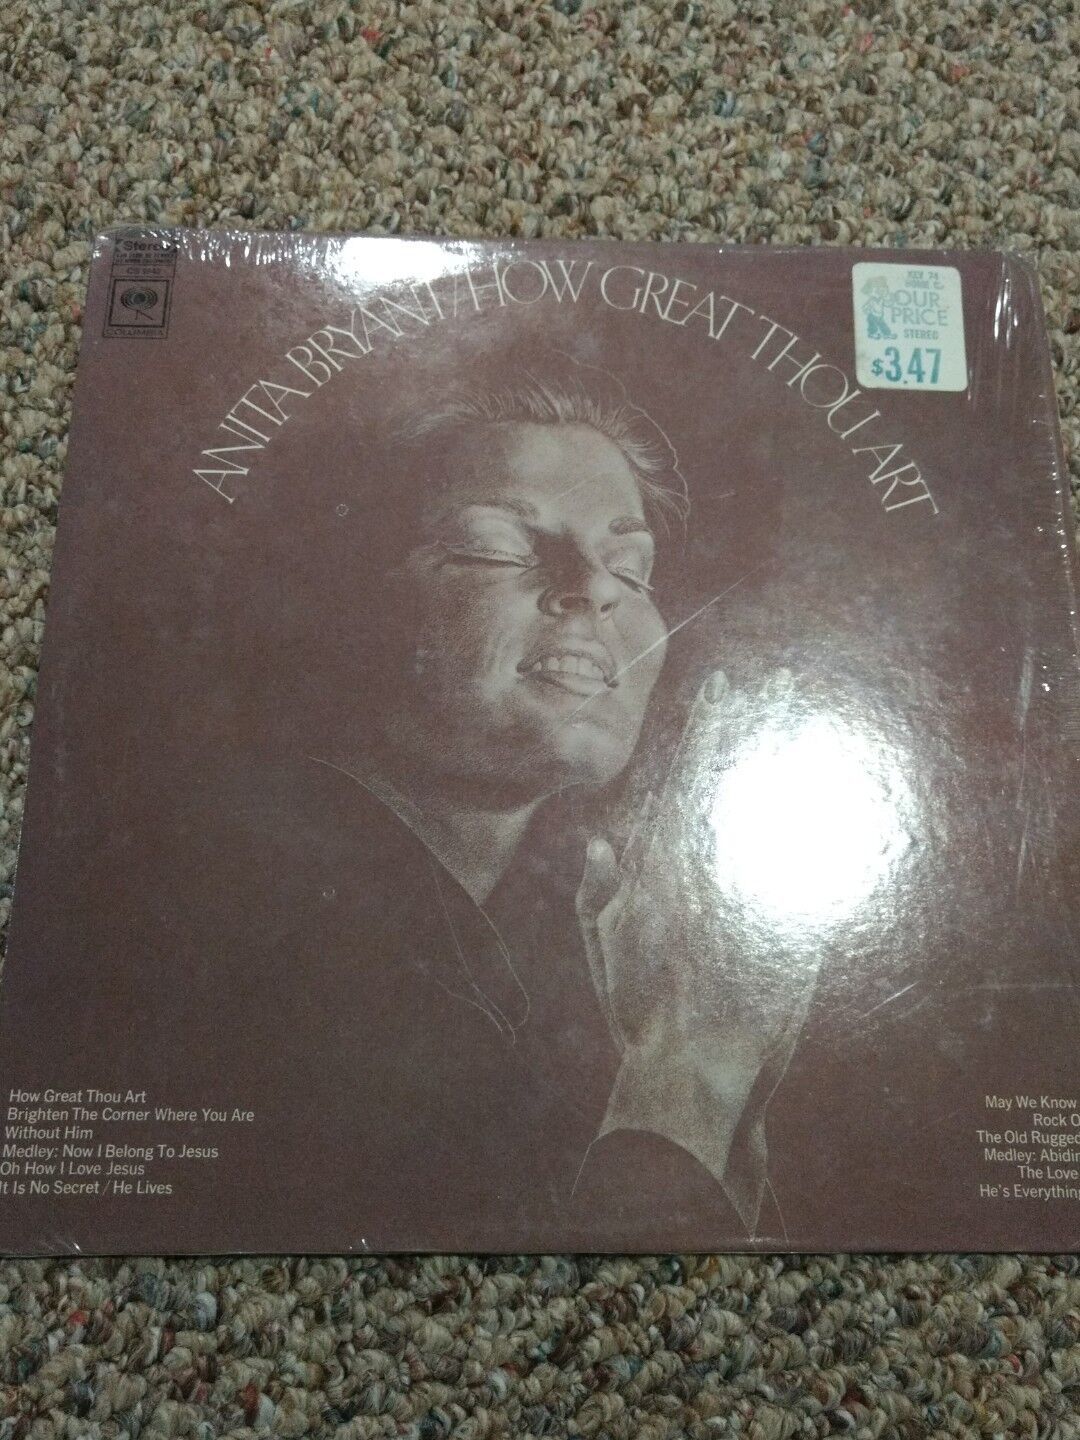 Stereo
COLUMBIA
ANITA BRYANT/HOW GREAT THOU ART
OUR
PRICE
STEREO
$3.47
How Great Thou Art
Brighten The Corner Where You Are
Without Him
Medley: Now I Belong To Jesus
Oh How I Love Jesus
It Is No Secret / He Lives
May We Know
Rock O
The Old Rugged
Medley: Abidin
The Love
He's Everything